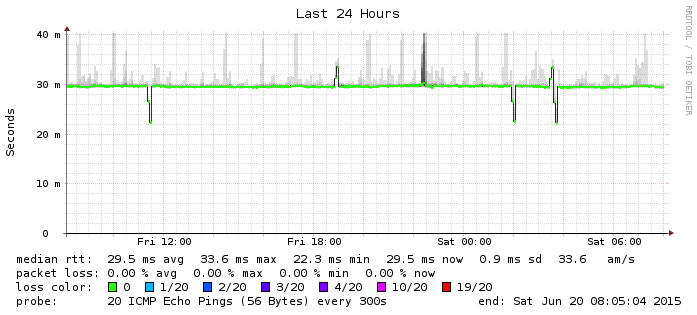 Last 24 Hours
RRDTOOL / TOBI OETIKER
Seconds
40 m
30 m
20 m
10 m
0
Fri 12:00 Fri 18:00 Sat 00:00 Sat 06:00
median rtt: 29.5 ms avg 33.6 ms max 22.3 ms min 29.5 ms now 0.9 ms sd 33.6 am/s
packet loss: 0.00 % avg 0.00 % max 0.00 % min 0.00 % now
loss color: 0 1/20 2/20 3/20 4/20 10/20 19/20
probe: 20 ICMP Echo Pings (56 Bytes) every 300s end: Sat Jun 20 08:05:04 2015